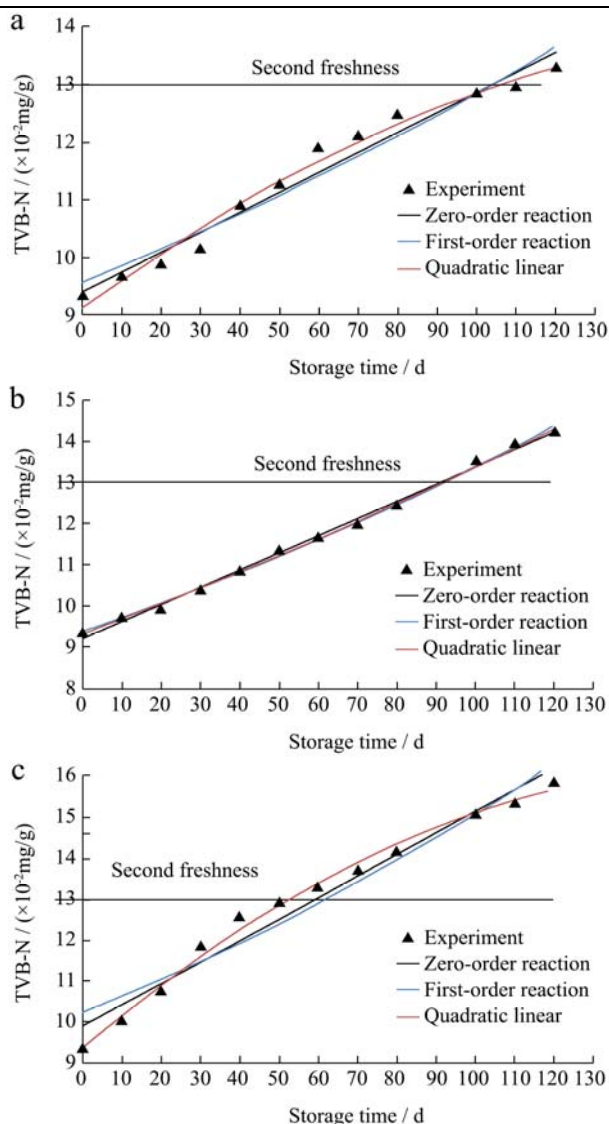 a
TVB-N / (×10⁻²mg/g)
14
13
12
11
10
9
Second freshness
Experiment
Zero-order reaction
First-order reaction
Quadratic linear
0 10 20 30 40 50 60 70 80 90 100 110 120 130
Storage time / d
b
TVB-N / (×10⁻²mg/g)
15
14
13
12
11
10
9
8
Second freshness
Experiment
Zero-order reaction
First-order reaction
Quadratic linear
0 10 20 30 40 50 60 70 80 90 100 110 120 130
Storage time / d
c
TVB-N / (×10⁻²mg/g)
16
15
14
13
12
11
10
9
Second freshness
Experiment
Zero-order reaction
First-order reaction
Quadratic linear
0 10 20 30 40 50 60 70 80 90 100 110 120 130
Storage time / d